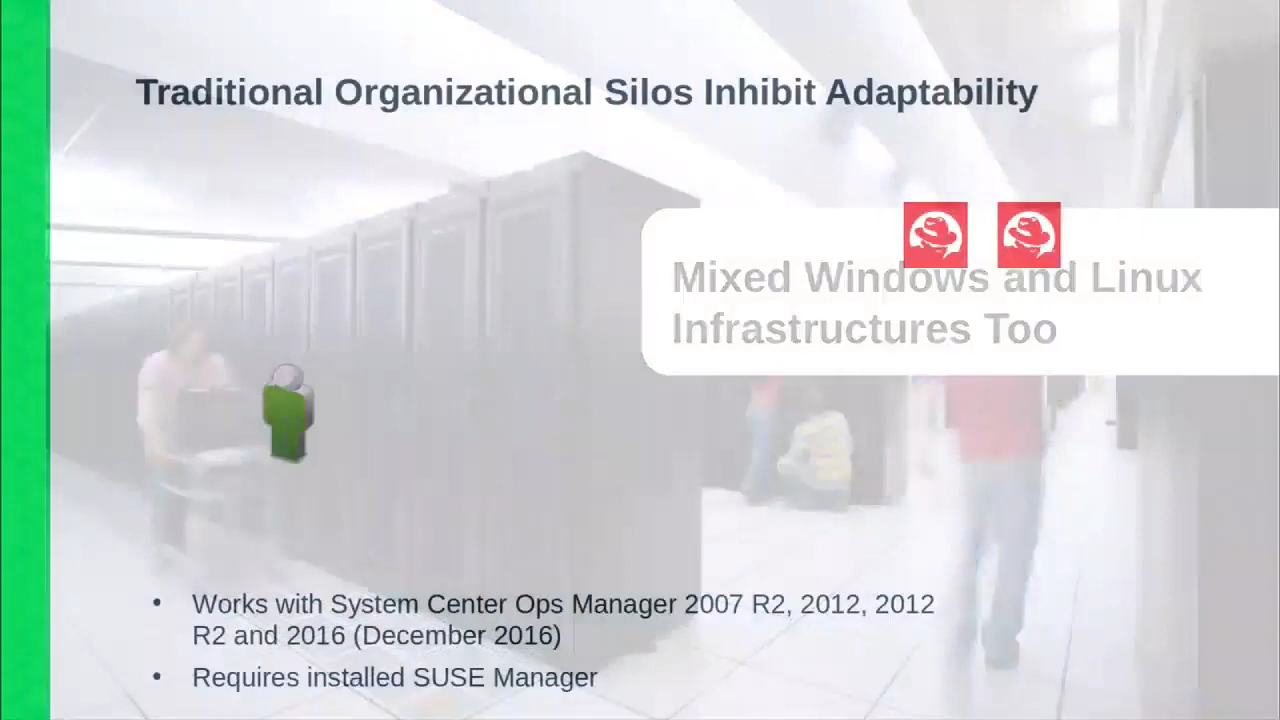 Traditional Organizational Silos Inhibit Adaptability
Mixed Windows and Linux
Infrastructures Too
• Works with System Center Ops Manager 2007 R2, 2012, 2012
R2 and 2016 (December 2016)
• Requires installed SUSE Manager